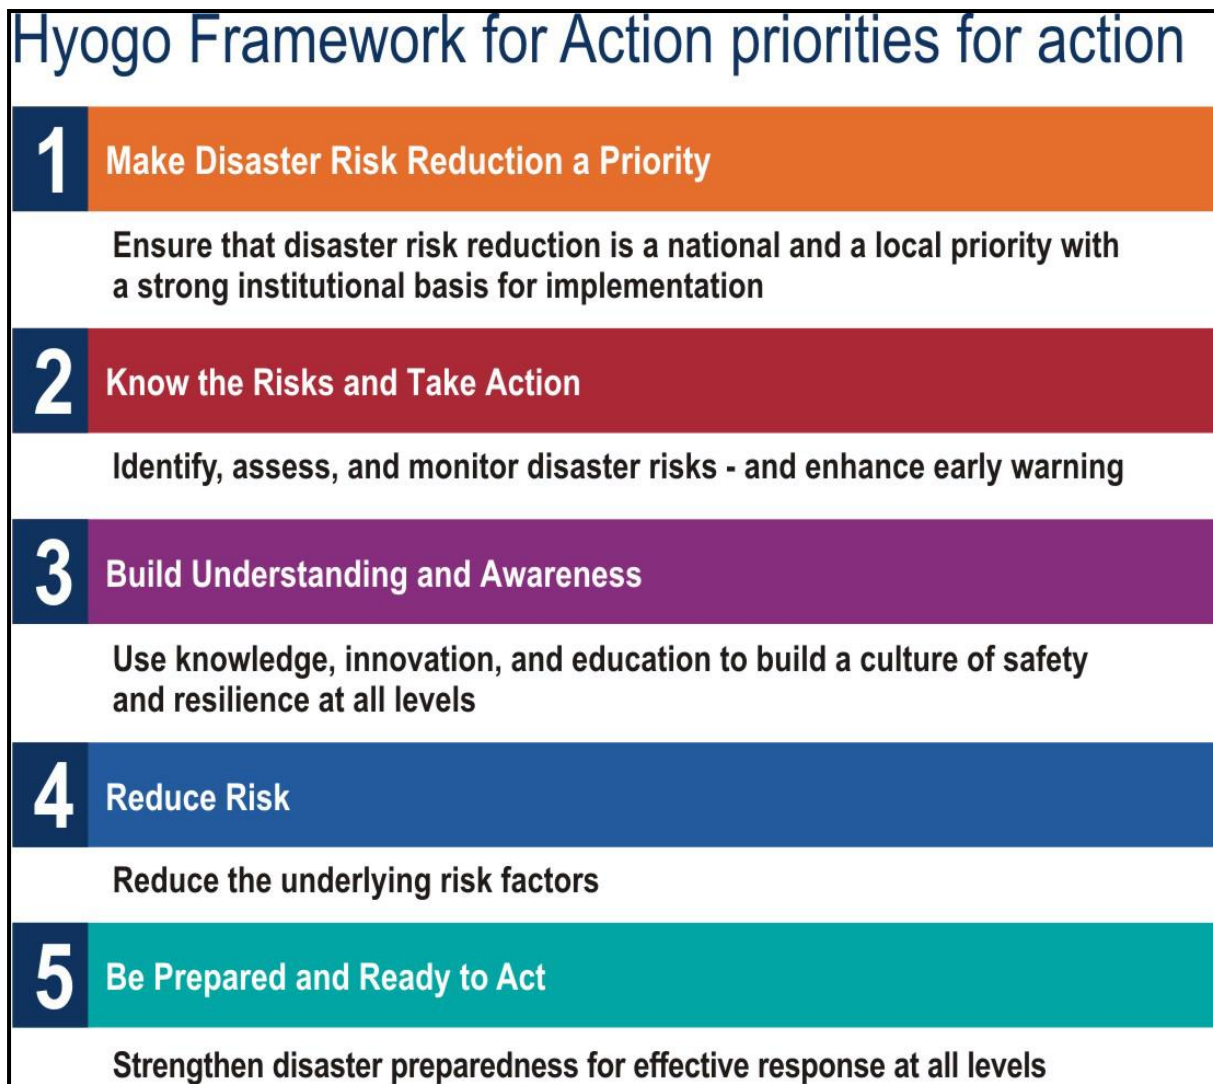 Hyogo Framework for Action priorities for action
1 Make Disaster Risk Reduction a Priority
Ensure that disaster risk reduction is a national and a local priority with
a strong institutional basis for implementation
2 Know the Risks and Take Action
Identify, assess, and monitor disaster risks - and enhance early warning
3 Build Understanding and Awareness
Use knowledge, innovation, and education to build a culture of safety
and resilience at all levels
4 Reduce Risk
Reduce the underlying risk factors
5 Be Prepared and Ready to Act
Strengthen disaster preparedness for effective response at all levels